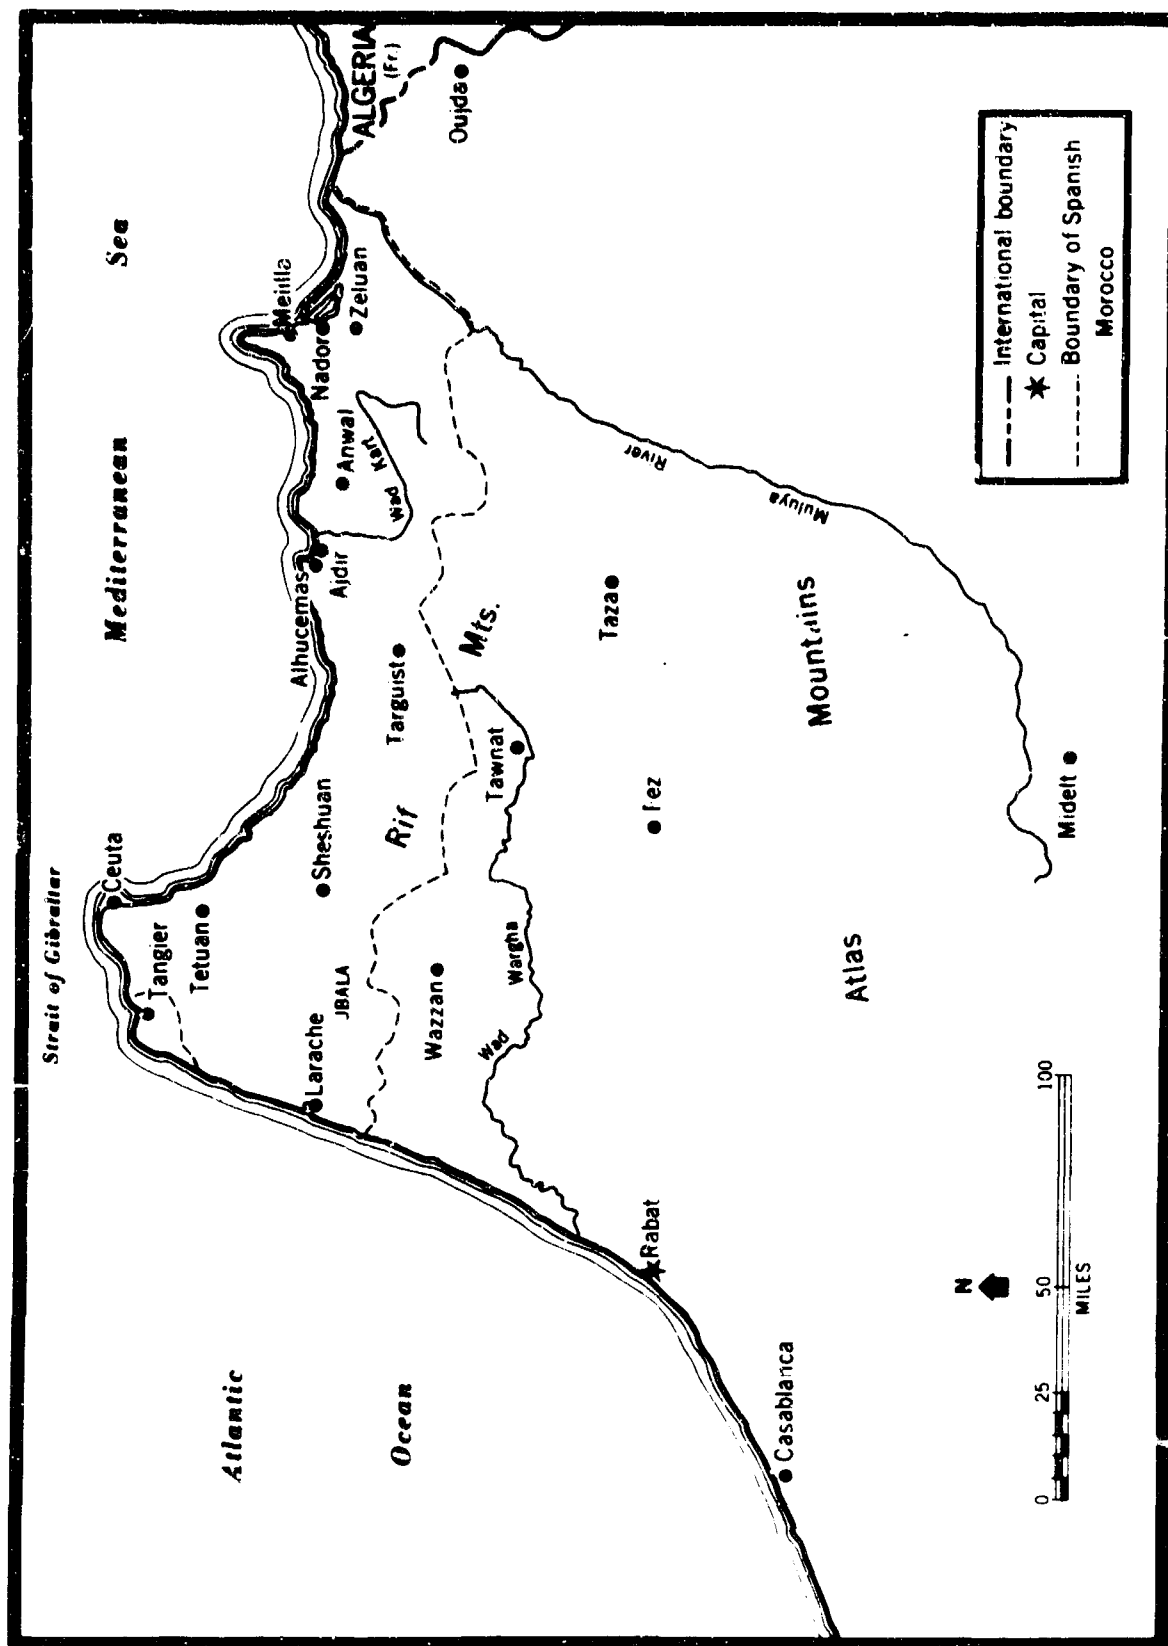 Strait of Gibraltar
Mediterranean
Sea
Atlantic
Ocean
Ceuta
Tangier
Tetuan
Larache
JBALA
Sheshuan
Alhucemas
Ajdir
Anwal
Wad
Kert
Melilla
Nador
Zeluan
ALGERIA
(Fr.)
Oujda
Targuist
Rif
Mts.
Wazzan
Tawnat
Wad
Wargha
Taza
Fez
Muluya
River
Rabat
Casablanca
Atlas
Mountains
Midelt
N
0 25 50 100
MILES
International boundary
Capital
Boundary of Spanish
Morocco